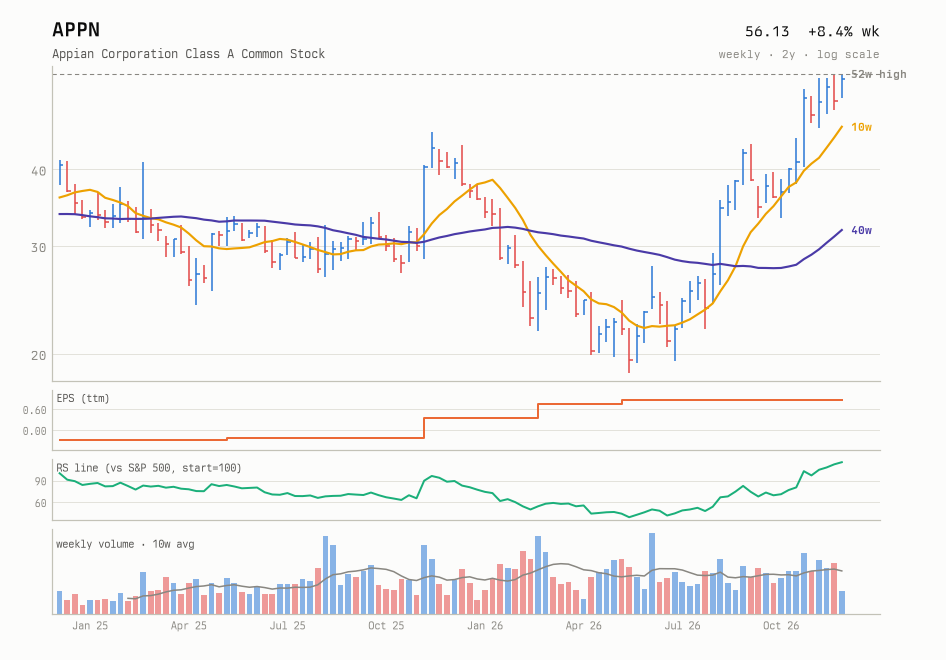 APPN
56.13 +8.4% wk
Appian Corporation Class A Common Stock
weekly · 2y · log scale
52w high
10w
40
40w
30
20
EPS (ttm)
0.60
0.00
RS line (vs S&P 500, start=100)
90
60
weekly volume · 10w avg
Jan 25
Apr 25
Jul 25
Oct 25
Jan 26
Apr 26
Jul 26
Oct 26